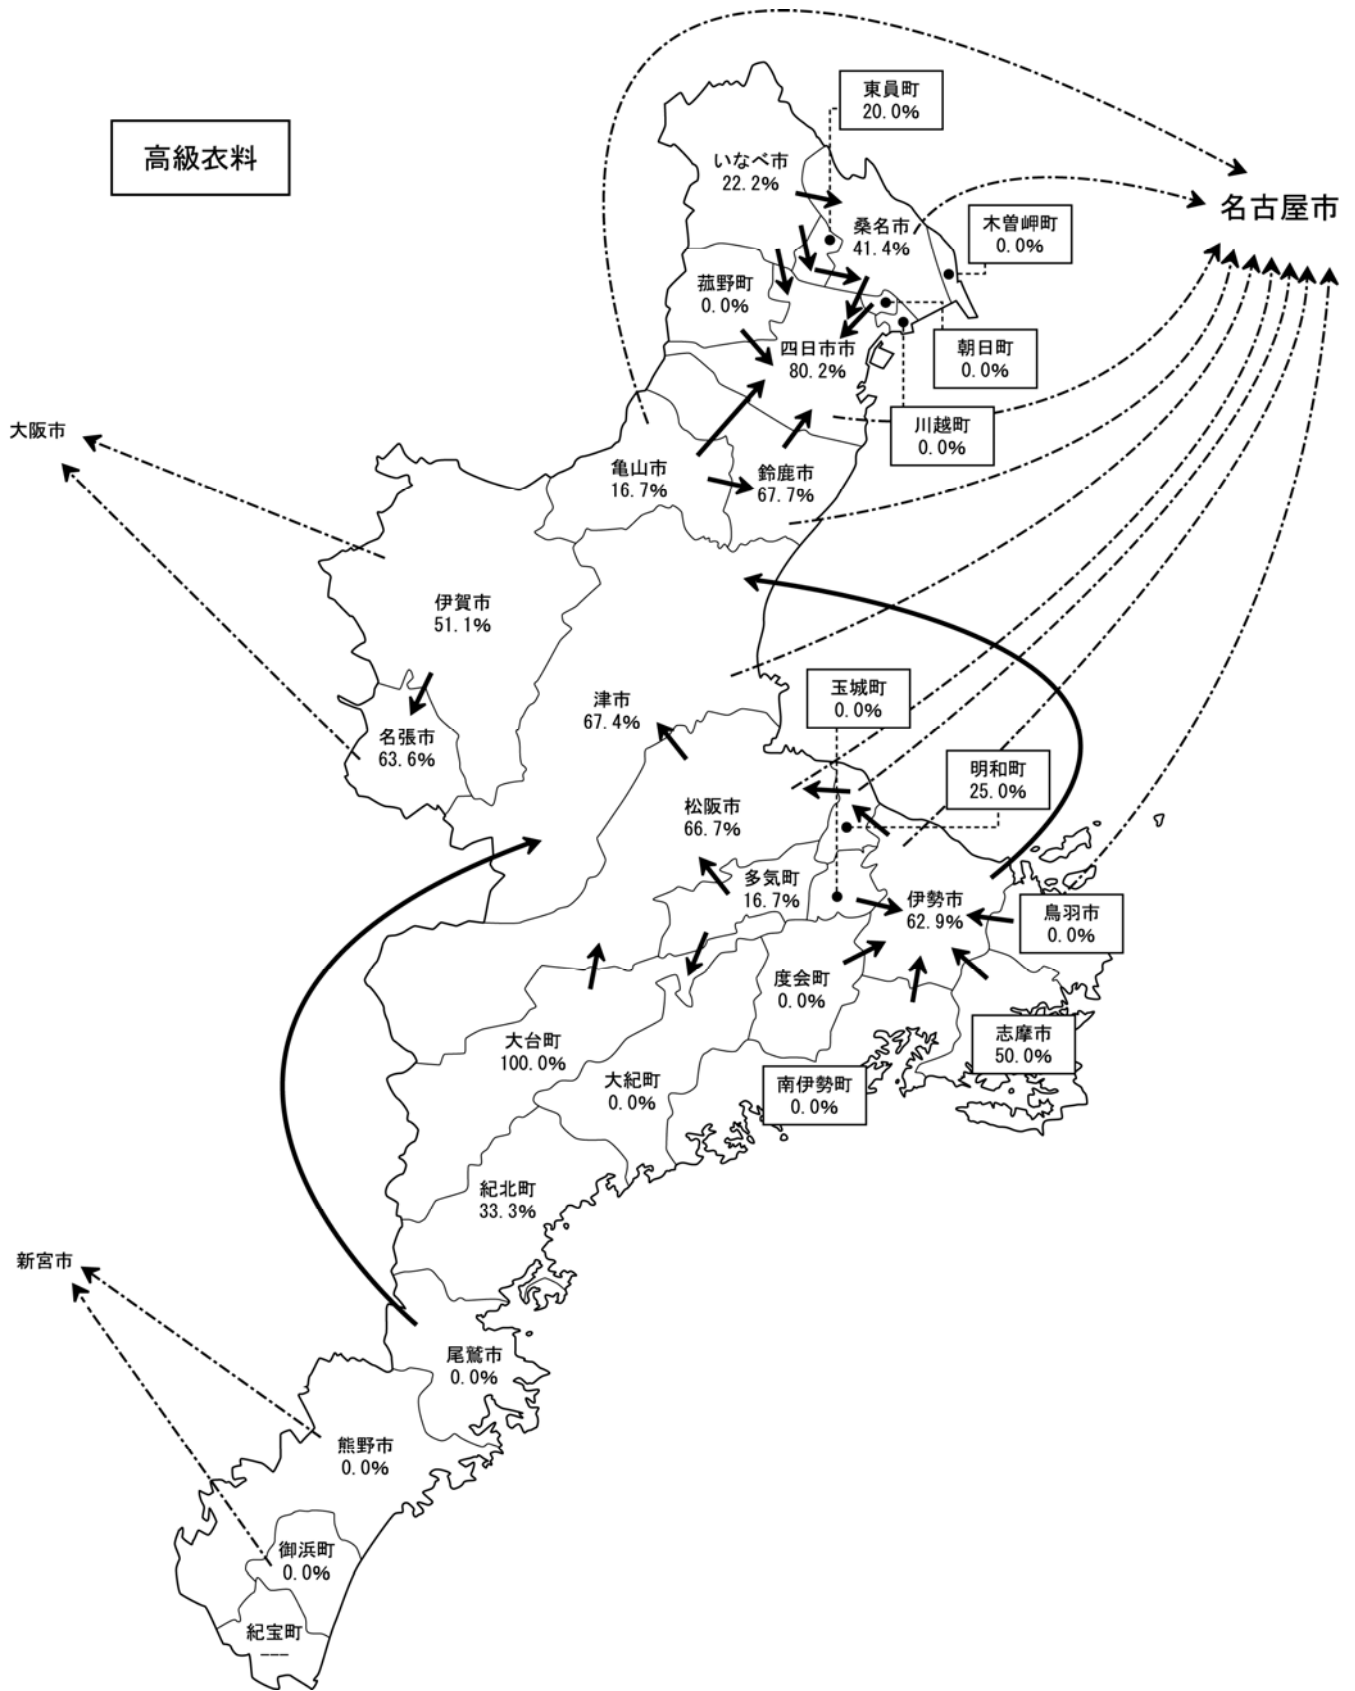 高級衣料
東員町
20.0%
いなべ市
22.2%
名古屋市
桑名市
41.4%
木曽岬町
0.0%
菰野町
0.0%
四日市市
80.2%
朝日町
0.0%
川越町
0.0%
大阪市
亀山市
16.7%
鈴鹿市
67.7%
伊賀市
51.1%
津市
67.4%
玉城町
0.0%
名張市
63.6%
明和町
25.0%
松阪市
66.7%
多気町
16.7%
伊勢市
62.9%
鳥羽市
0.0%
度会町
0.0%
大台町
100.0%
志摩市
50.0%
大紀町
0.0%
南伊勢町
0.0%
紀北町
33.3%
新宮市
尾鷲市
0.0%
熊野市
0.0%
御浜町
0.0%
紀宝町
---